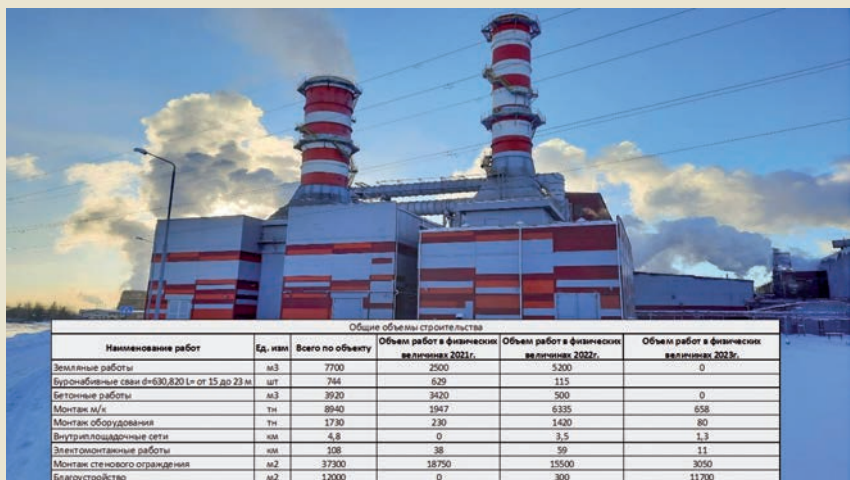 Общие объемы строительства
Наименование работ Ед. изм Всего по объекту Объем работ в физических величинах 2021г. Объем работ в физических величинах 2022г. Объем работ в физических величинах 2023г.
Земляные работы м3 7700 2500 5200 0
Буронабивные сваи d=630,820 L= от 15 до 23 м шт 744 629 115
Бетонные работы м3 3920 3420 500 0
Монтаж м/к тн 8940 1947 6335 658
Монтаж оборудования тн 1730 230 1420 80
Внутриплощадочные сети км 4,8 0 3,5 1,3
Электомонтажные работы км 108 38 59 11
Монтаж стенового ограждения м2 37300 18750 15500 3050
Благоустройство м2 12000 0 300 11700